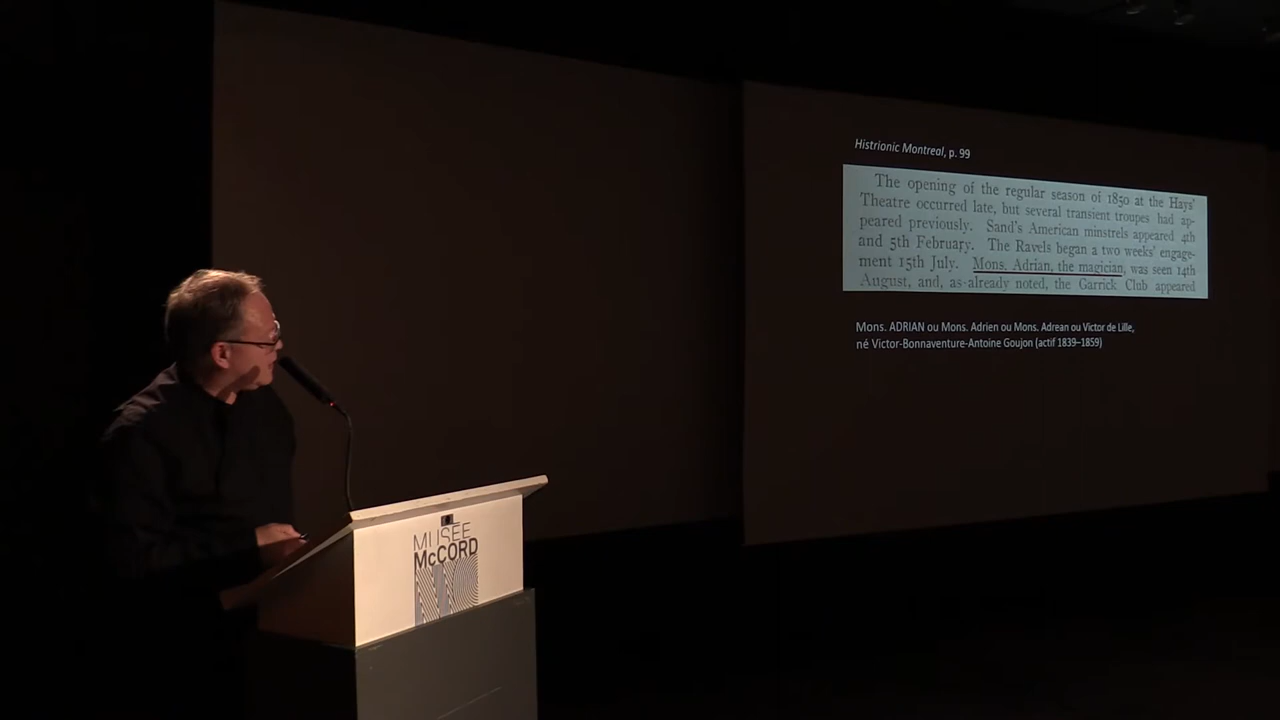 Histrionic Montreal, p. 99
The opening of the regular season of 1850 at the Hays'
Theatre occurred late, but several transient troupes had ap-
peared previously. Sand's American minstrels appeared 4th
and 5th February. The Ravels began a two weeks' engage-
ment 15th July. Mons. Adrian, the magician, was seen 14th
August, and, as already noted, the Garrick Club appeared
Mons. ADRIAN ou Mons. Adrien ou Mons. Adrean ou Victor de Lille,
né Victor-Bonnaventure-Antoine Goujon (actif 1839–1859)
MUSÉE
McCORD